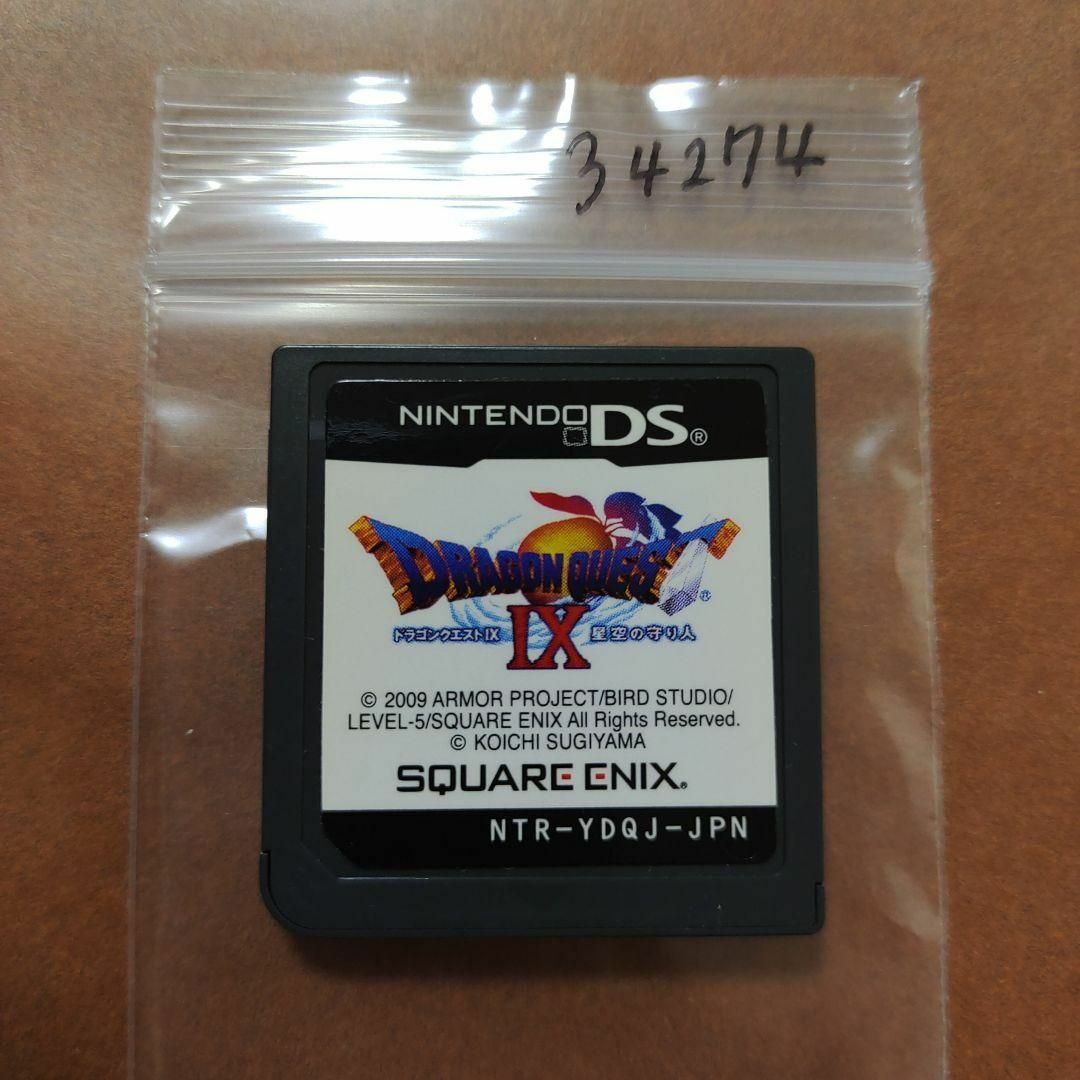 34274
NINTENDO DS®
DRAGON QUEST®
ドラゴンクエストIX 星空の守り人
IX
© 2009 ARMOR PROJECT/BIRD STUDIO/
LEVEL-5/SQUARE ENIX All Rights Reserved.
© KOICHI SUGIYAMA
SQUARE ENIX®
NTR-YDQJ-JPN